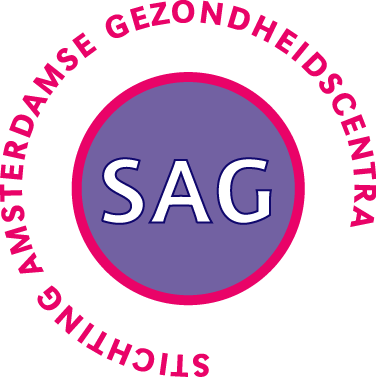 STICHTING AMSTERDAMSE GEZONDHEIDSCENTRA
SAG